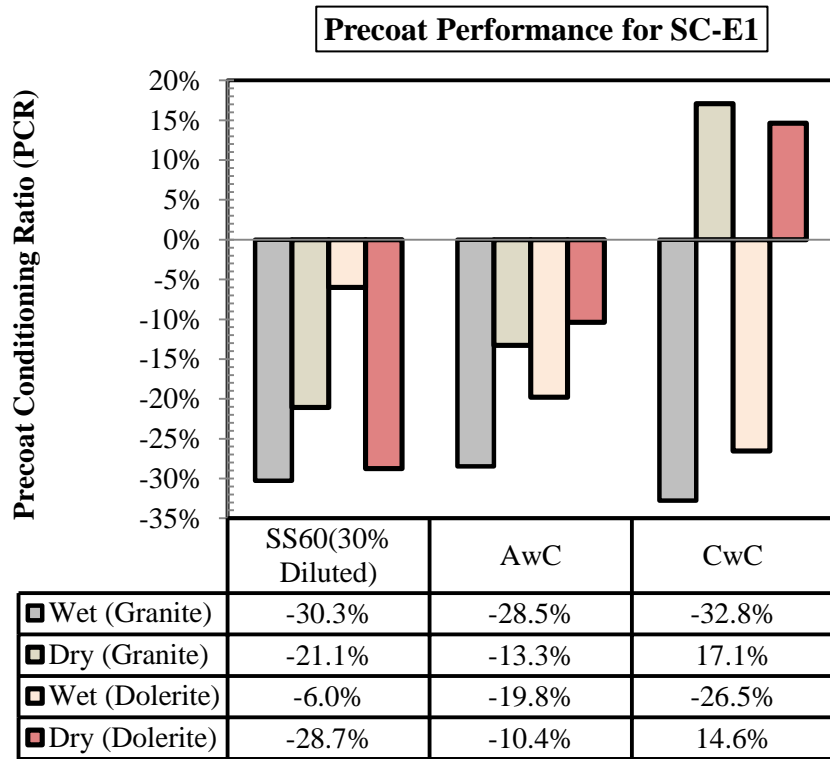 Precoat Performance for SC-E1
Precoat Conditioning Ratio (PCR)
20%
15%
10%
5%
0%
-5%
-10%
-15%
-20%
-25%
-30%
-35%
SS60(30%
Diluted)
AwC
CwC
Wet (Granite) -30.3% -28.5% -32.8%
Dry (Granite) -21.1% -13.3% 17.1%
Wet (Dolerite) -6.0% -19.8% -26.5%
Dry (Dolerite) -28.7% -10.4% 14.6%